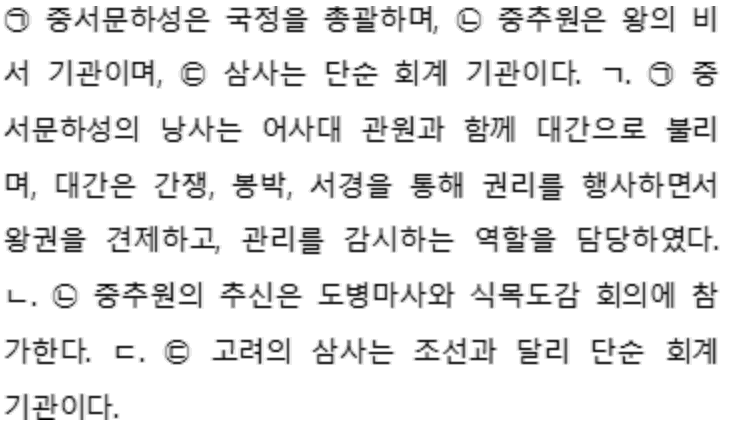 ㉠ 중서문하성은 국정을 총괄하며, ㉡ 중추원은 왕의 비
서 기관이며, ㉢ 삼사는 단순 회계 기관이다. ㄱ. ㉠ 중
서문하성의 낭사는 어사대 관원과 함께 대간으로 불리
며, 대간은 간쟁, 봉박, 서경을 통해 권리를 행사하면서
왕권을 견제하고, 관리를 감시하는 역할을 담당하였다.
ㄴ. ㉡ 중추원의 추신은 도병마사와 식목도감 회의에 참
가한다. ㄷ. ㉢ 고려의 삼사는 조선과 달리 단순 회계
기관이다.